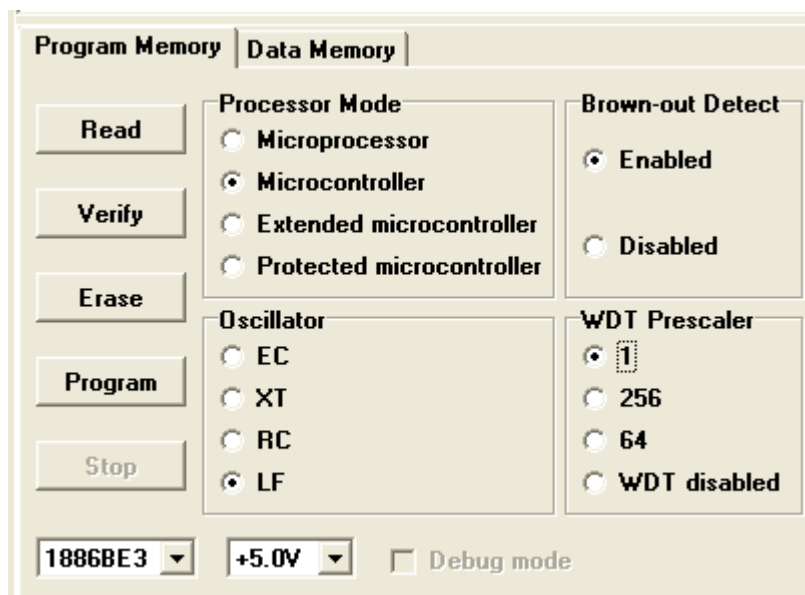 Program Memory
Data Memory
Read
Verify
Erase
Program
Stop
Processor Mode
Microprocessor
Microcontroller
Extended microcontroller
Protected microcontroller
Brown-out Detect
Enabled
Disabled
Oscillator
EC
XT
RC
LF
WDT Prescaler
1
256
64
WDT disabled
1886BE3
+5.0V
Debug mode